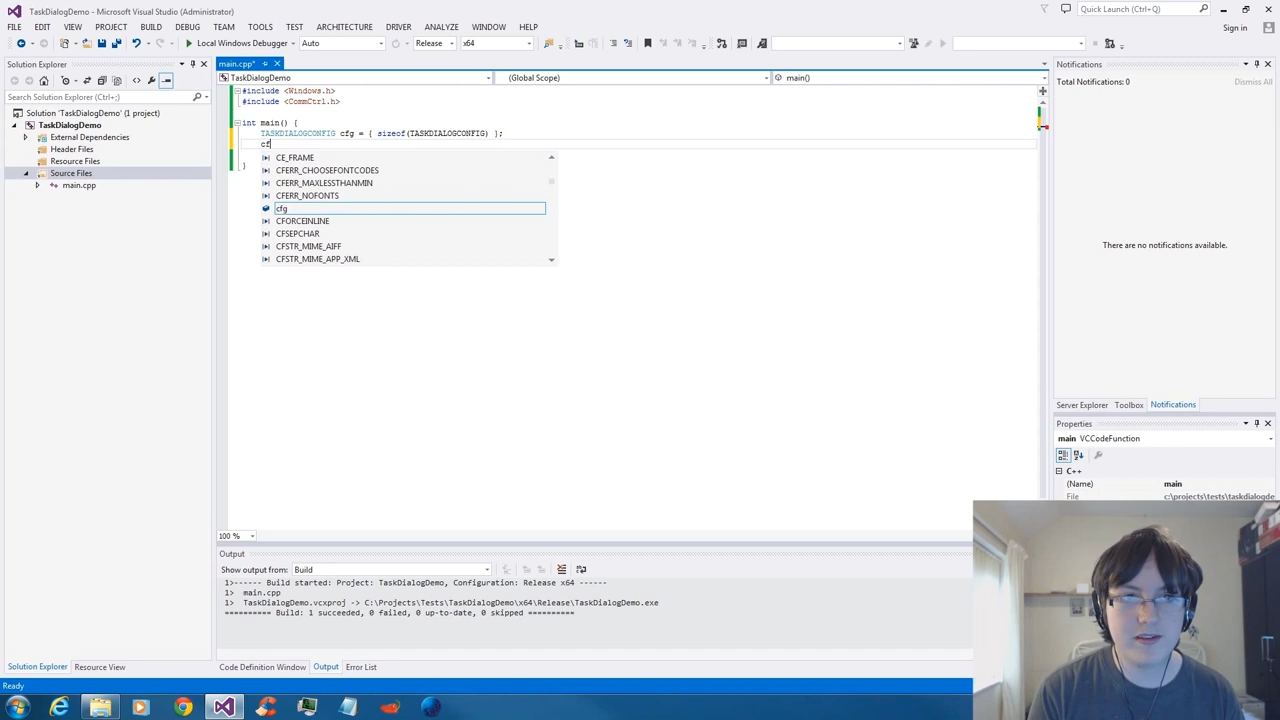 TaskDialogDemo - Microsoft Visual Studio (Administrator)
Quick Launch (Ctrl+Q)
FILE EDIT VIEW PROJECT BUILD DEBUG TEAM TOOLS TEST ARCHITECTURE DRIVER ANALYZE WINDOW HELP
Sign in
Local Windows Debugger Auto Release x64
Solution Explorer
Search Solution Explorer (Ctrl+;)
Solution 'TaskDialogDemo' (1 project)
TaskDialogDemo
External Dependencies
Header Files
Resource Files
Source Files
main.cpp
Solution Explorer Resource View
main.cpp*
TaskDialogDemo (Global Scope) main()
#include <Windows.h>
#include <CommCtrl.h>
int main() {
TASKDIALOGCONFIG cfg = { sizeof(TASKDIALOGCONFIG) };
cf
}
CE_FRAME
CFERR_CHOOSEFONTCODES
CFERR_MAXLESSTHANMIN
CFERR_NOFONTS
cfg
CFORCEINLINE
CFSEPCHAR
CFSTR_MIME_AIFF
CFSTR_MIME_APP_XML
100 %
Output
Show output from: Build
1>------ Build started: Project: TaskDialogDemo, Configuration: Release x64 ------
1> main.cpp
1> TaskDialogDemo.vcxproj -> C:\Projects\Tests\TaskDialogDemo\x64\Release\TaskDialogDemo.exe
========== Build: 1 succeeded, 0 failed, 0 up-to-date, 0 skipped ==========
Code Definition Window Output Error List
Notifications
Total Notifications: 0 Dismiss All
There are no notifications available.
Server Explorer Toolbox Notifications
Properties
main VCCodeFunction
C++
(Name) main
File c:\projects\tests\taskdialogde
Ready